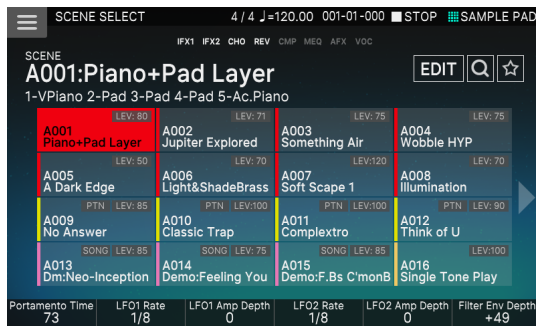 SCENE SELECT 4/4 ♩=120.00 001-01-000 STOP SAMPLE PAD
IFX1 IFX2 CHO REV CMP MEQ AFX VOC
SCENE
A001:Piano+Pad Layer
EDIT
1-VPiano 2-Pad 3-Pad 4-Pad 5-Ac.Piano
LEV: 80 LEV: 71 LEV: 75 LEV: 75
A001 A002 A003 A004
Piano+Pad Layer Jupiter Explored Something Air Wobble HYP
LEV: 50 LEV: 70 LEV:120 LEV: 70
A005 A006 A007 A008
A Dark Edge Light&ShadeBrass Soft Scape 1 Illumination
PTN LEV: 85 PTN LEV:100 PTN LEV:100 PTN LEV: 90
A009 A010 A011 A012
No Answer Classic Trap Complextro Think of U
SONG LEV: 85 SONG LEV: 75 SONG LEV: 85 LEV:100
A013 A014 A015 A016
Dm:Neo-Inception Demo:Feeling You Demo:F.Bs C'monB Single Tone Play
Portamento Time LFO1 Rate LFO1 Amp Depth LFO2 Rate LFO2 Amp Depth Filter Env Depth
73 1/8 0 1/8 0 +49